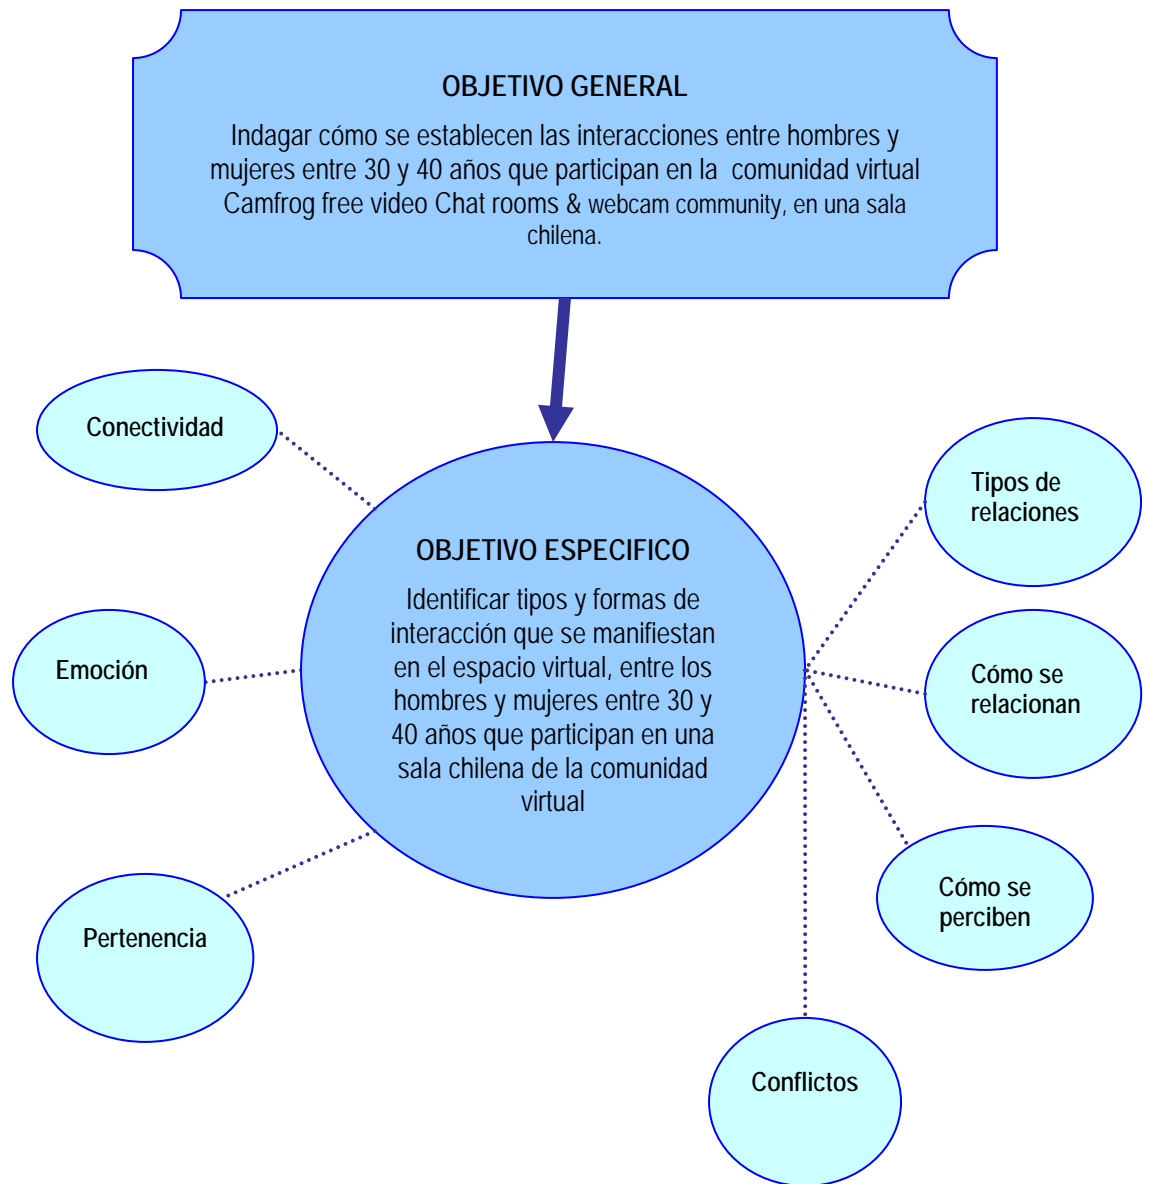 OBJETIVO GENERAL
Indagar cómo se establecen las interacciones entre hombres y
mujeres entre 30 y 40 años que participan en la comunidad virtual
Camfrog free video Chat rooms & webcam community, en una sala
chilena.
Conectividad
Tipos de
relaciones
OBJETIVO ESPECIFICO
Identificar tipos y formas de
interacción que se manifiestan
en el espacio virtual, entre los
hombres y mujeres entre 30 y
40 años que participan en una
sala chilena de la comunidad
virtual
Emoción
Cómo se
relacionan
Pertenencia
Cómo se
perciben
Conflictos